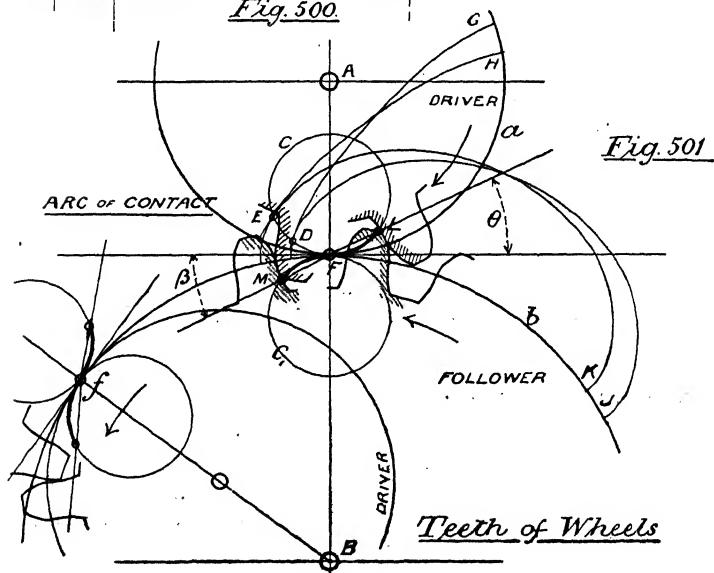 Fig. 500.
A
G
H
DRIVER
a
Fig. 501
C
ARC OF CONTACT
E
D
L
θ
F
β
M
b
C₁
K
J
FOLLOWER
f
DRIVER
Teeth of Wheels
B